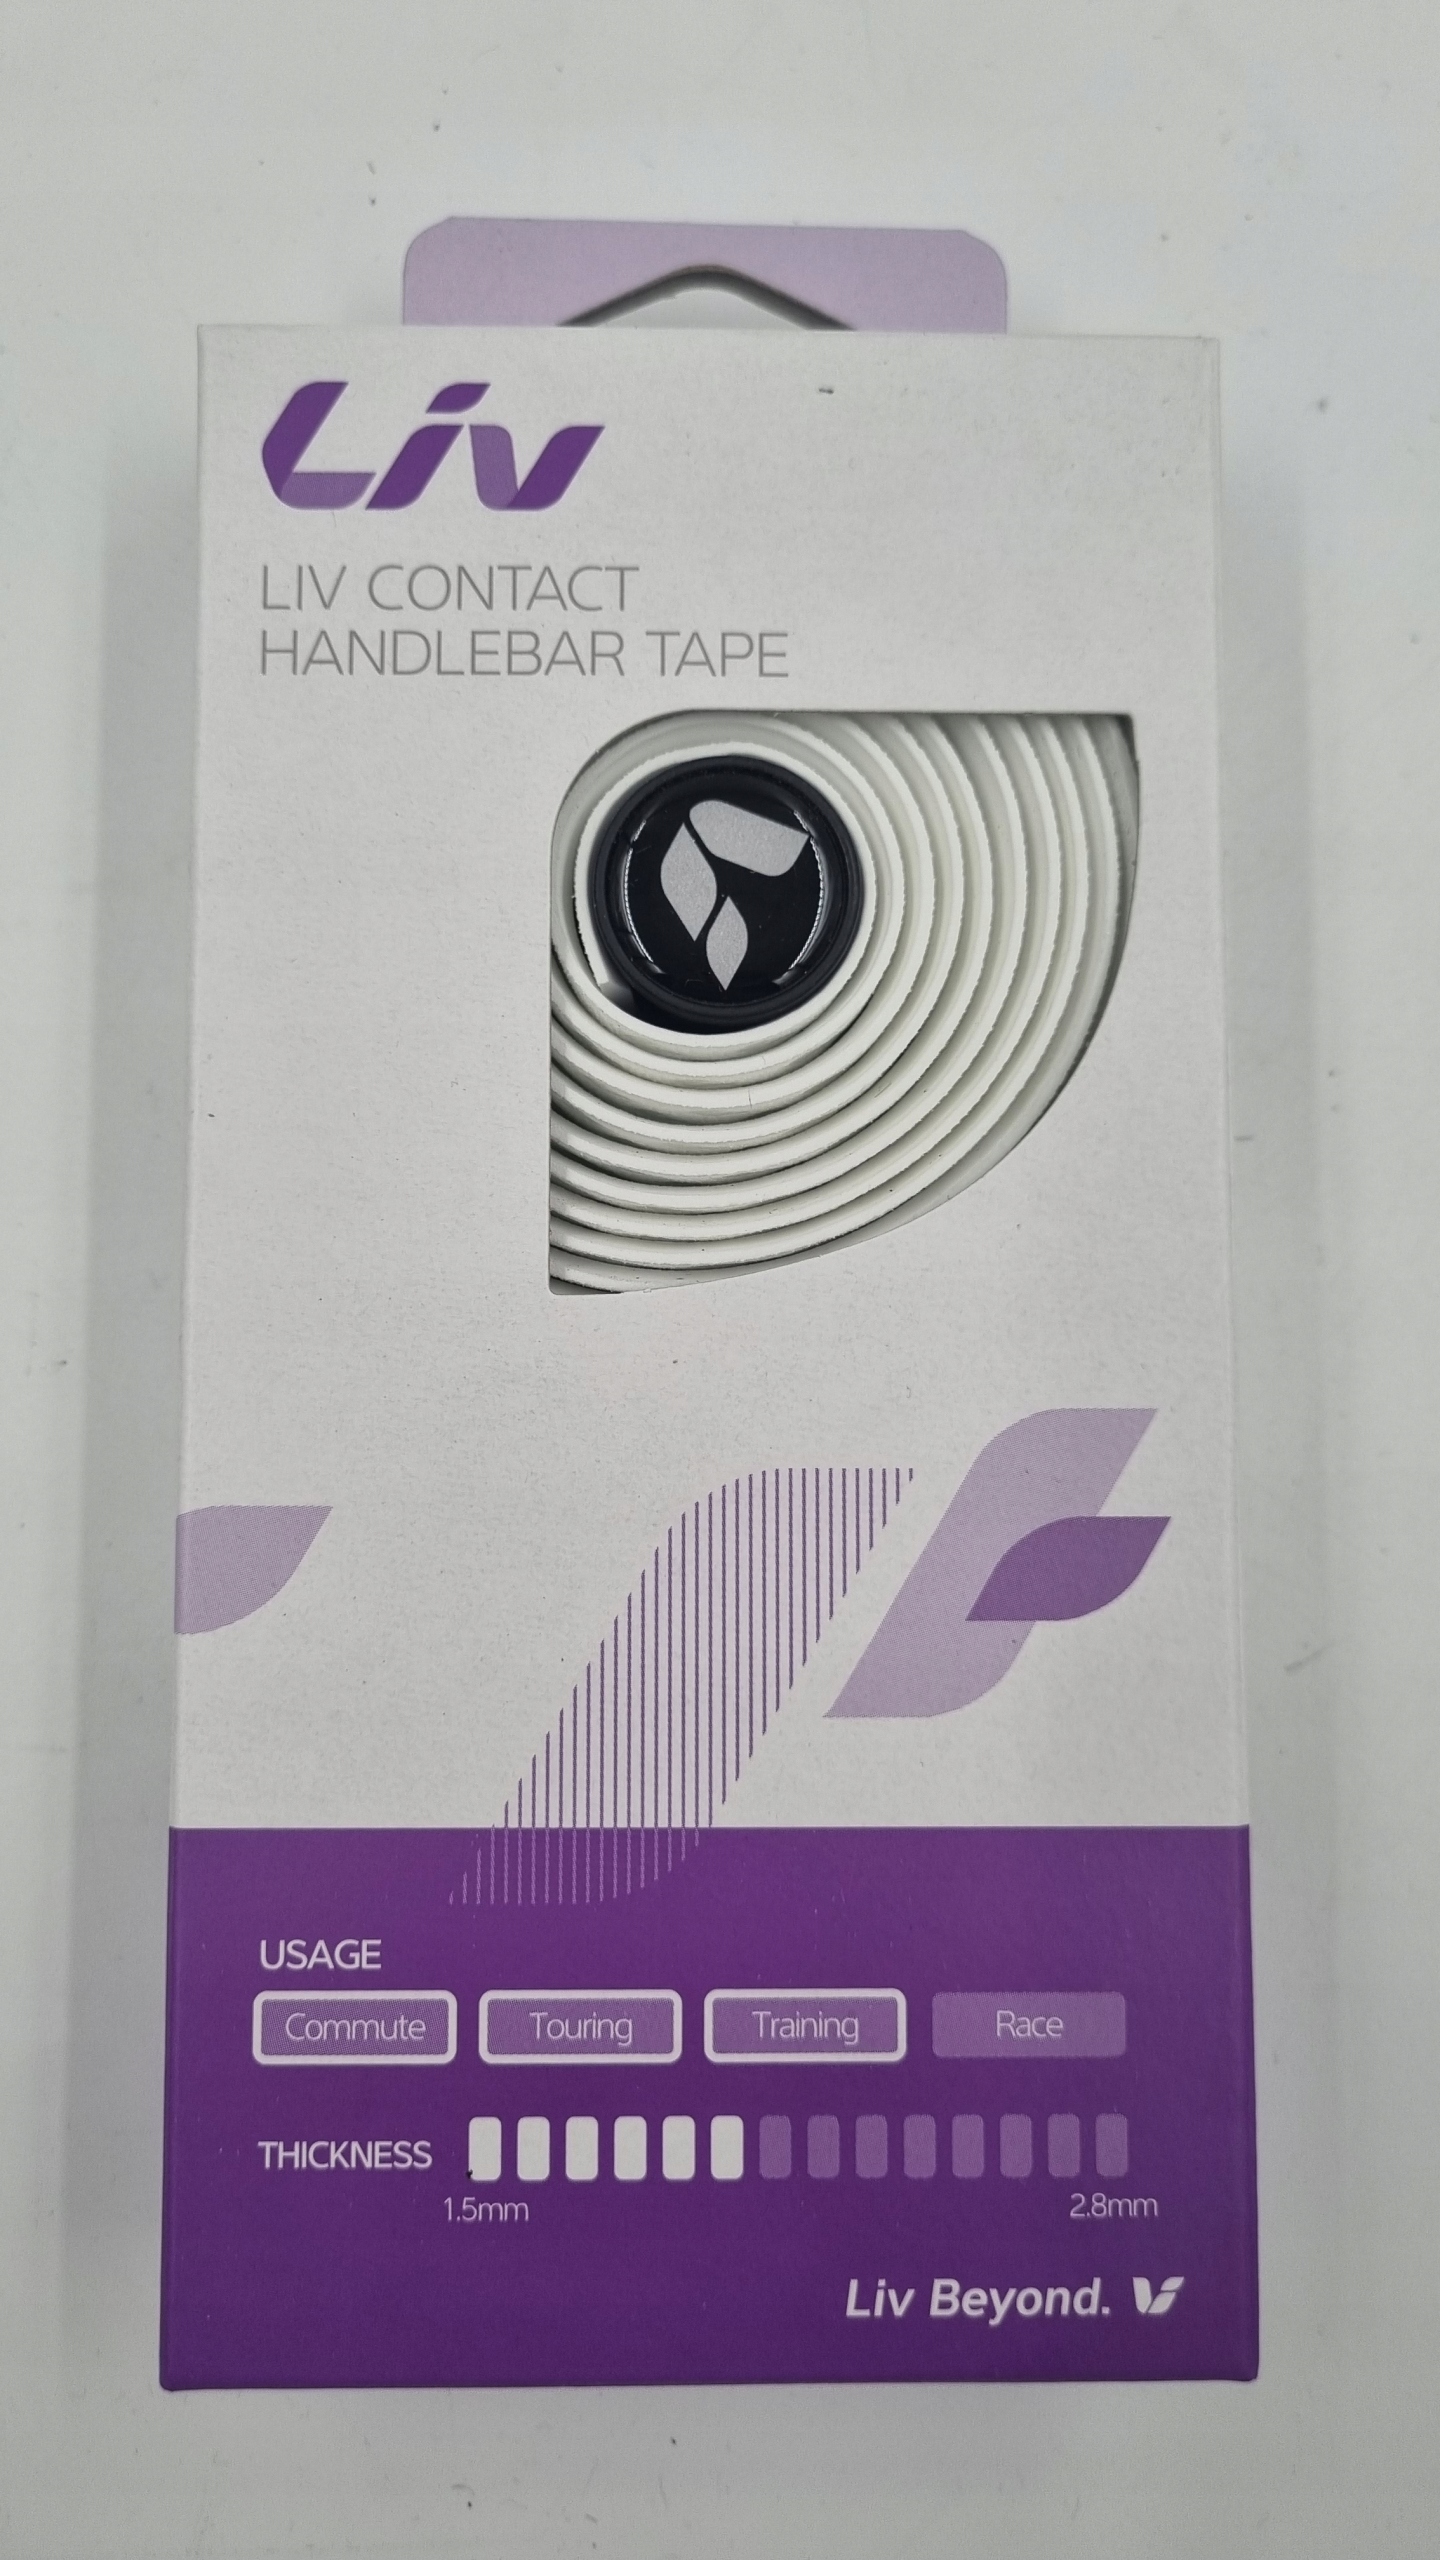 Liv
LIV CONTACT
HANDLEBAR TAPE
USAGE
Commute Touring Training Race
THICKNESS
1.5mm 2.8mm
Liv Beyond.